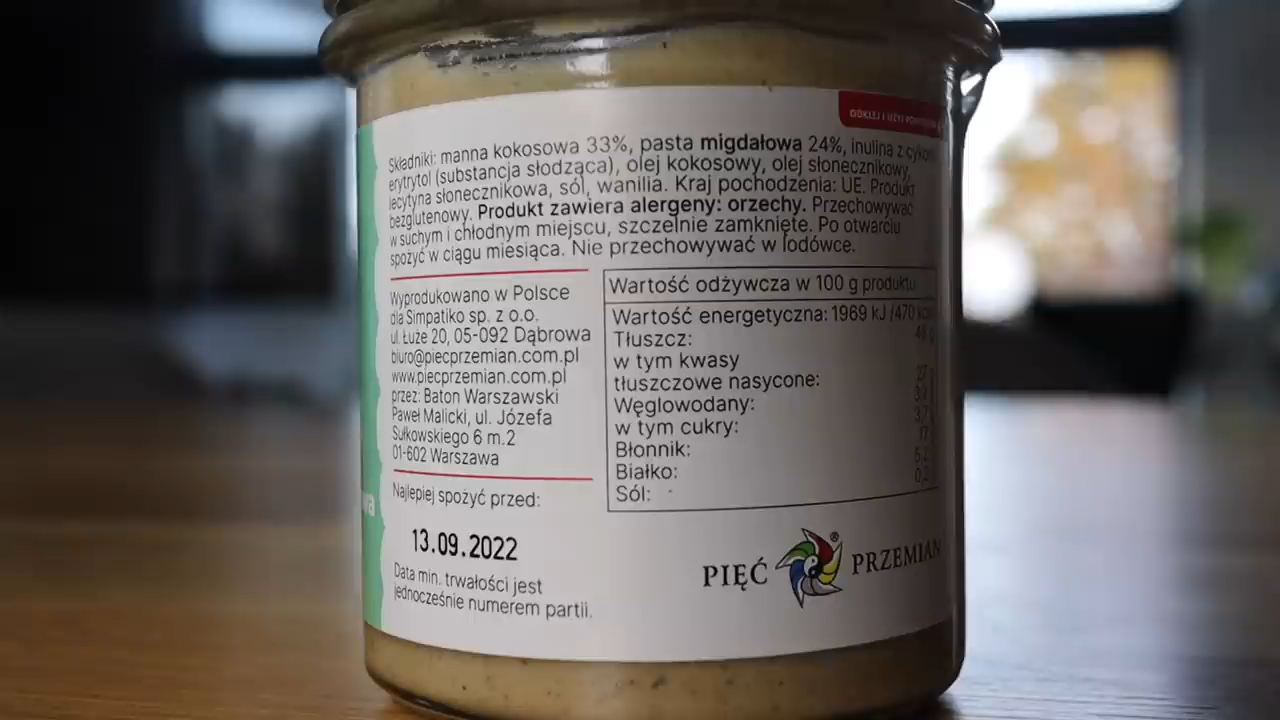 ODKLEJ I UŻYJ
Składniki: manna kokosowa 33%, pasta migdałowa 24%, inulina z
erytrytol (substancja słodząca), olej kokosowy, olej słonecznikowy,
lecytyna słonecznikowa, sól, wanilia. Kraj pochodzenia: UE. Produkt
bezglutenowy. Produkt zawiera alergeny: orzechy. Przechowywać
w suchym i chłodnym miejscu, szczelnie zamknięte. Po otwarciu
spożyć w ciągu miesiąca. Nie przechowywać w lodówce.
Wyprodukowano w Polsce
dla Simpatiko sp. z o.o.
ul. Łuże 20, 05-092 Dąbrowa
biuro@piecprzemian.com.pl
www.piecprzemian.com.pl
przez: Baton Warszawski
Paweł Malicki, ul. Józefa
Sułkowskiego 6 m.2
01-602 Warszawa
Najlepiej spożyć przed:
13.09.2022
Data min. trwałości jest
jednocześnie numerem partii.
Wartość odżywcza w 100 g produktu
Wartość energetyczna: 1969 kJ /470
Tłuszcz:
w tym kwasy
tłuszczowe nasycone:
Węglowodany:
w tym cukry:
Błonnik:
Białko:
Sól:
PIĘĆ PRZEMIAN